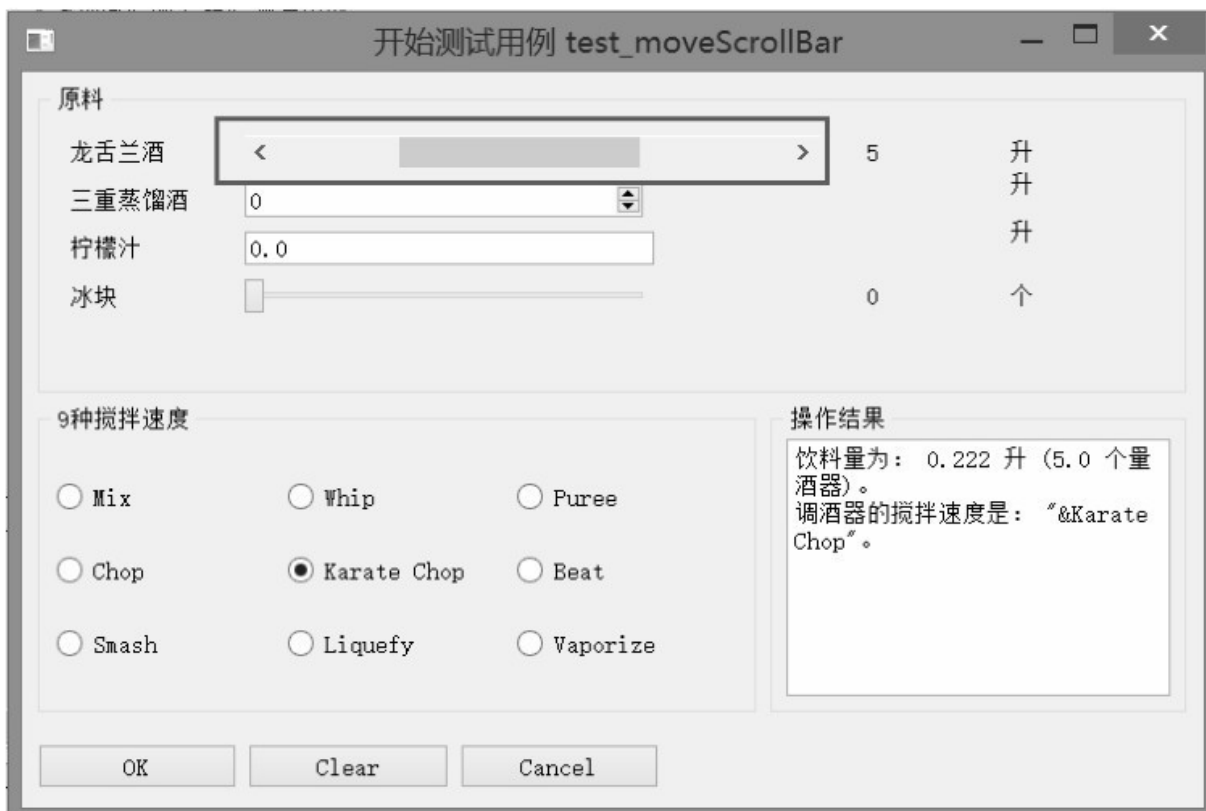 开始测试用例 test_moveScrollBar
原料
龙舌兰酒 < > 5 升
三重蒸馏酒 0 升
柠檬汁 0.0 升
冰块 0 个
9种搅拌速度
Mix Whip Puree
Chop Karate Chop Beat
Smash Liquefy Vaporize
操作结果
饮料量为: 0.222 升 (5.0 个量
酒器)。
调酒器的搅拌速度是: "&Karate
Chop"。
OK Clear Cancel